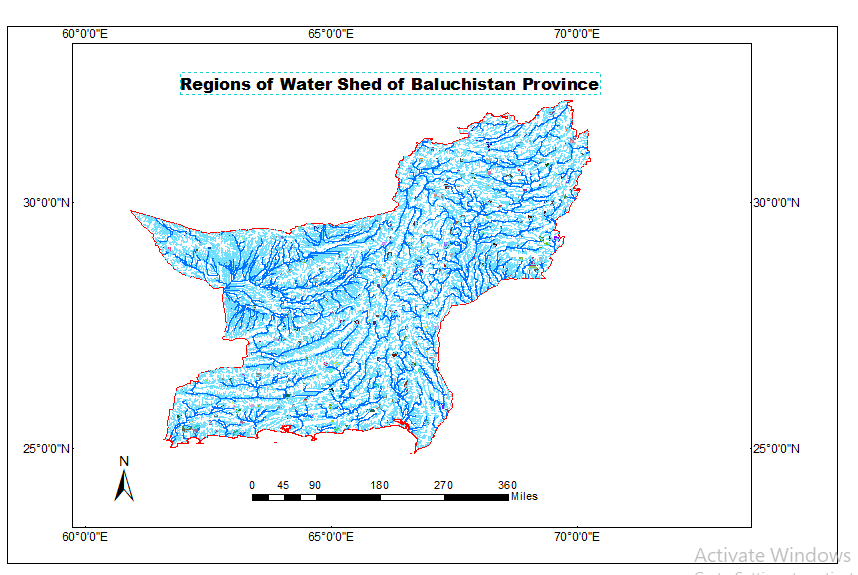 60°0'0"E 65°0'0"E 70°0'0"E
Regions of Water Shed of Baluchistan Province
30°0'0"N 30°0'0"N
25°0'0"N 25°0'0"N
N
0 45 90 180 270 360
Miles
60°0'0"E 65°0'0"E 70°0'0"E
Activate Windows